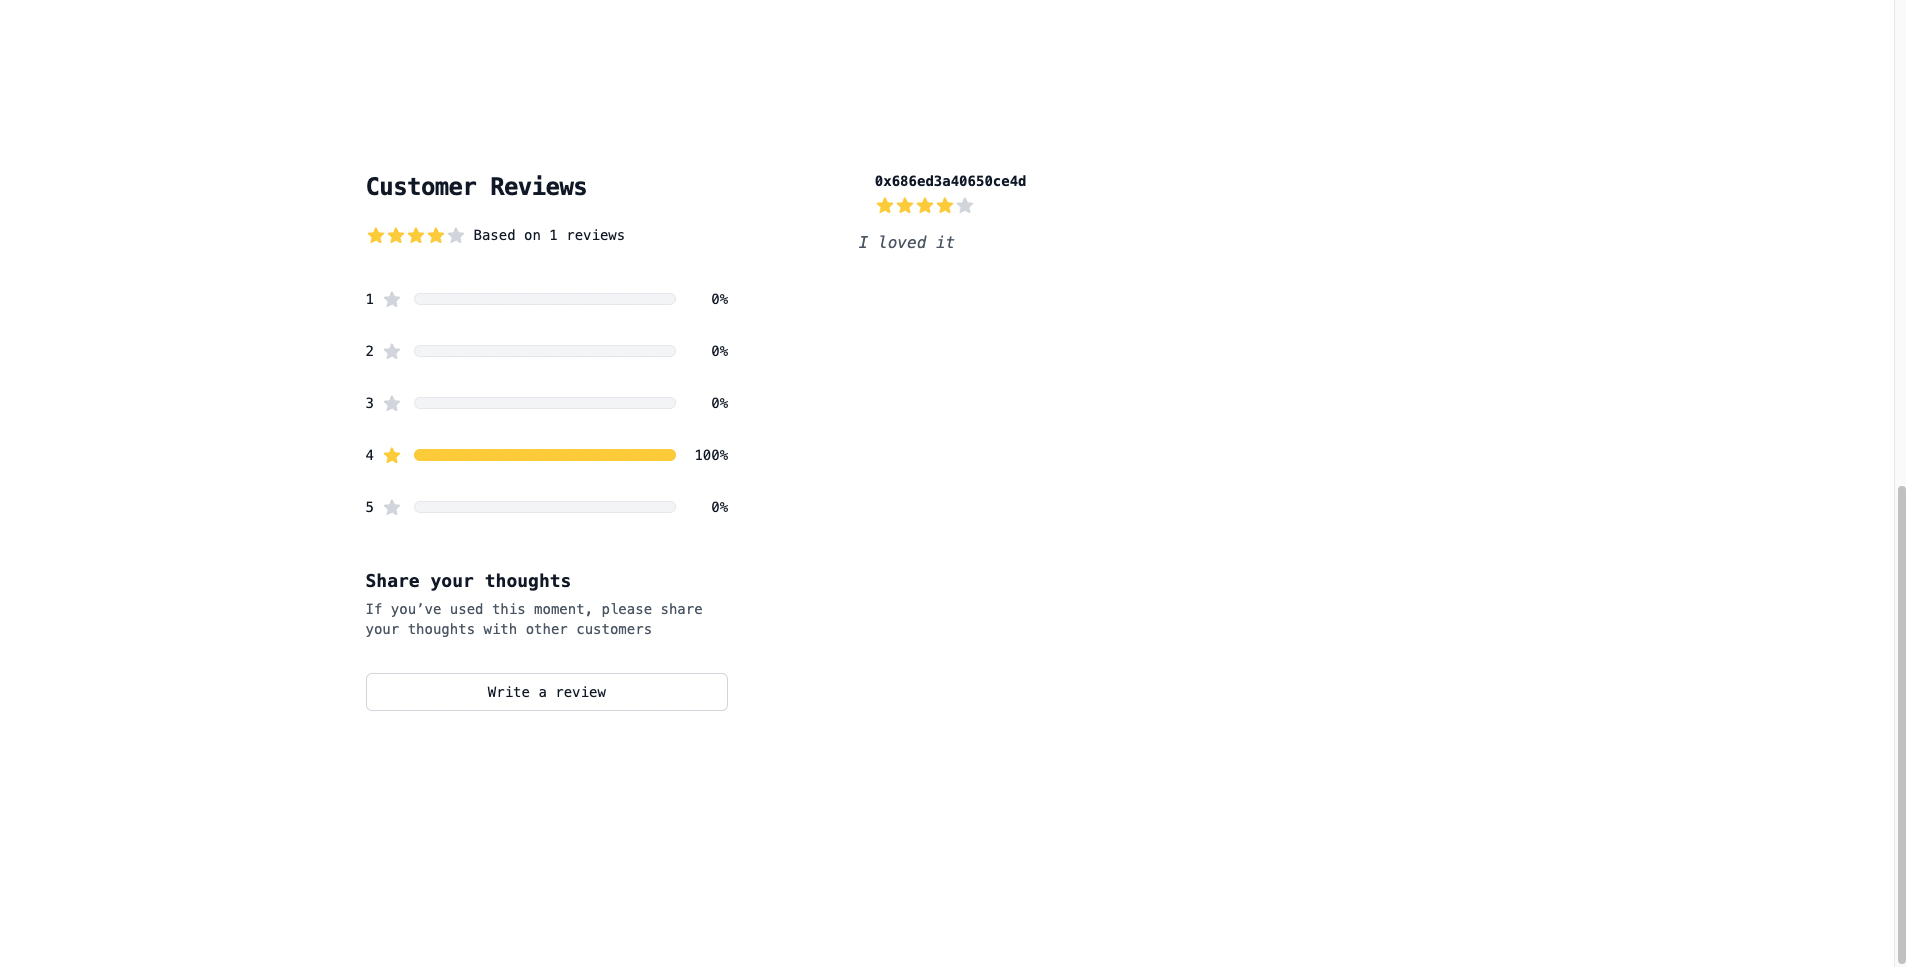 Customer Reviews
Based on 1 reviews
1 0%
2 0%
3 0%
4 100%
5 0%
Share your thoughts
If you’ve used this moment, please share
your thoughts with other customers
Write a review
0x686ed3a40650ce4d
I loved it